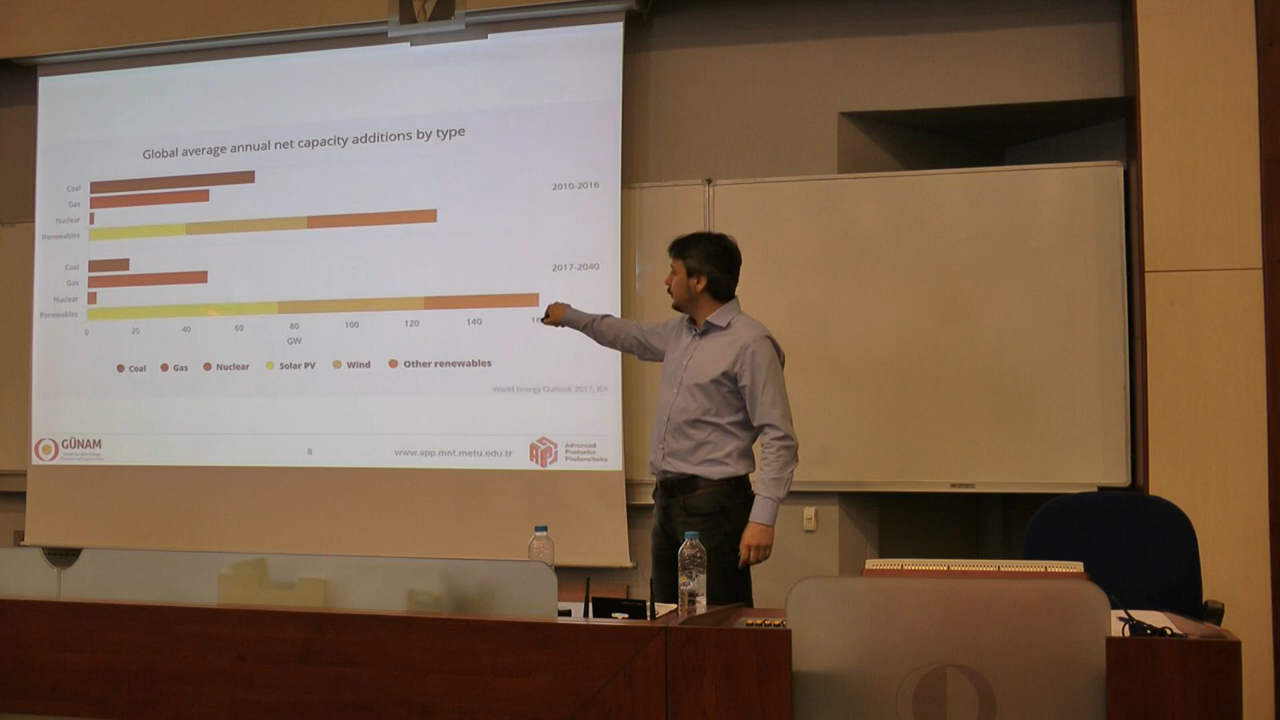 Global average annual net capacity additions by type
Coal
2010-2016
Gas
Nuclear
Renewables
Coal
2017-2040
Gas
Nuclear
Renewables
0 20 40 60 80 100 120 140
GW
Coal Gas Nuclear Solar PV Wind Other renewables
World Energy Outlook 2017, IEA
GÜNAM
8
www.app.mnt.metu.edu.tr
Advanced
Photonics
Photovoltaics